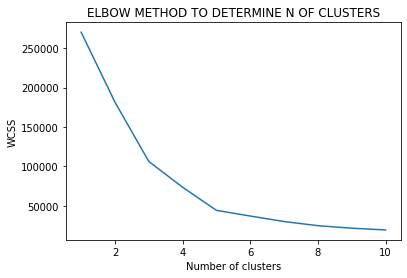 ELBOW METHOD TO DETERMINE N OF CLUSTERS
250000
200000
150000
100000
50000
WCSS
2 4 6 8 10
Number of clusters